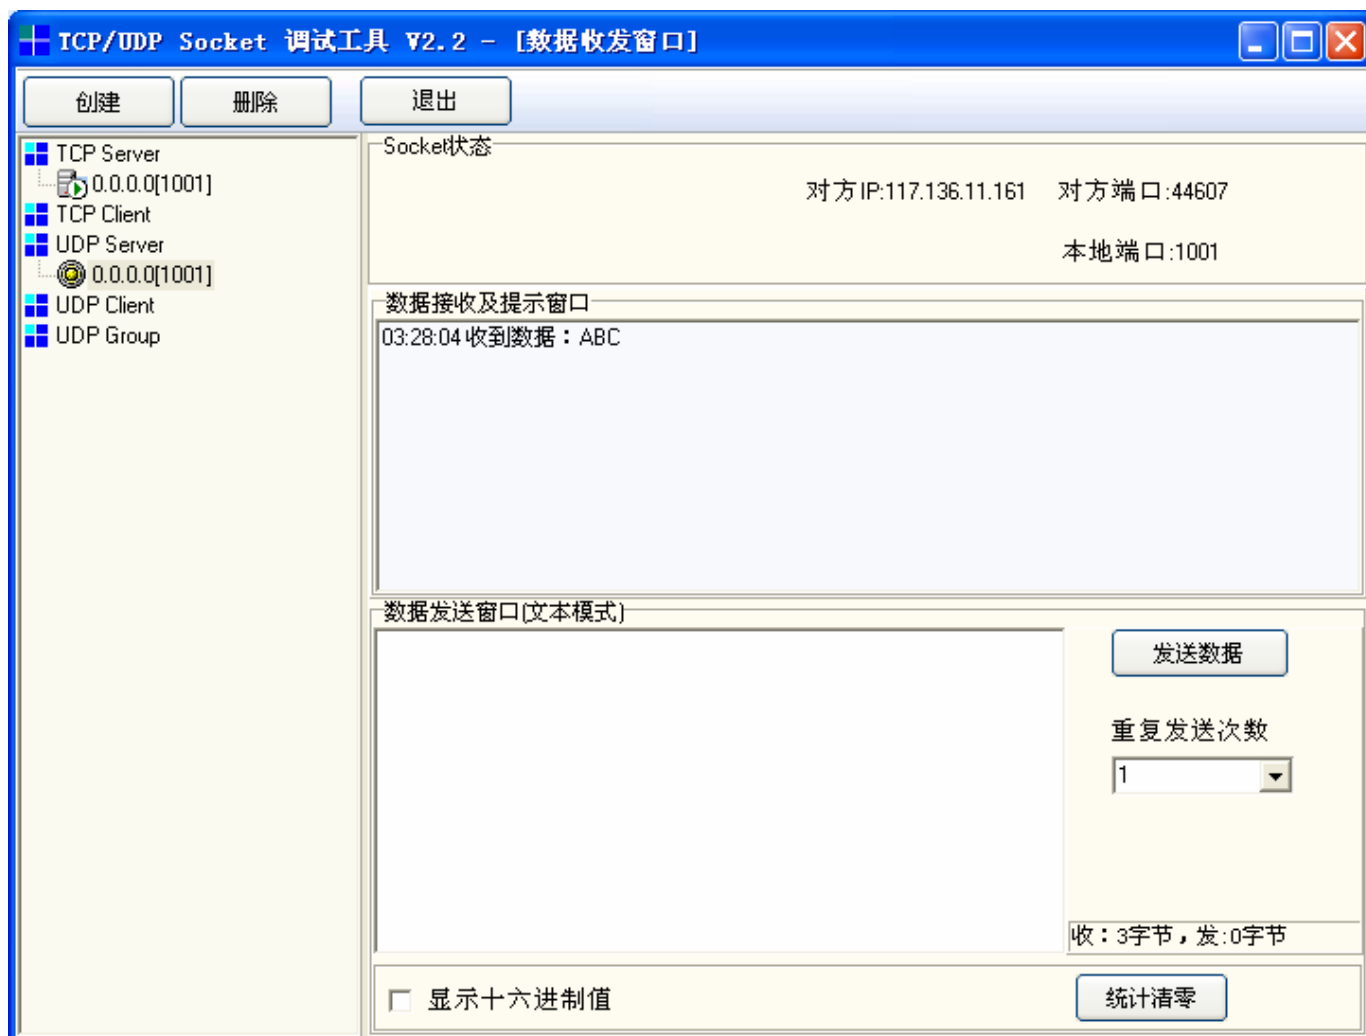 TCP/UDP Socket 调试工具 V2.2 - [数据收发窗口]
创建 删除 退出
TCP Server
0.0.0.0[1001]
TCP Client
UDP Server
0.0.0.0[1001]
UDP Client
UDP Group
Socket状态
对方IP:117.136.11.161 对方端口:44607
本地端口:1001
数据接收及提示窗口
03:28:04 收到数据：ABC
数据发送窗口(文本模式)
发送数据
重复发送次数
1
收：3字节，发:0字节
显示十六进制值
统计清零